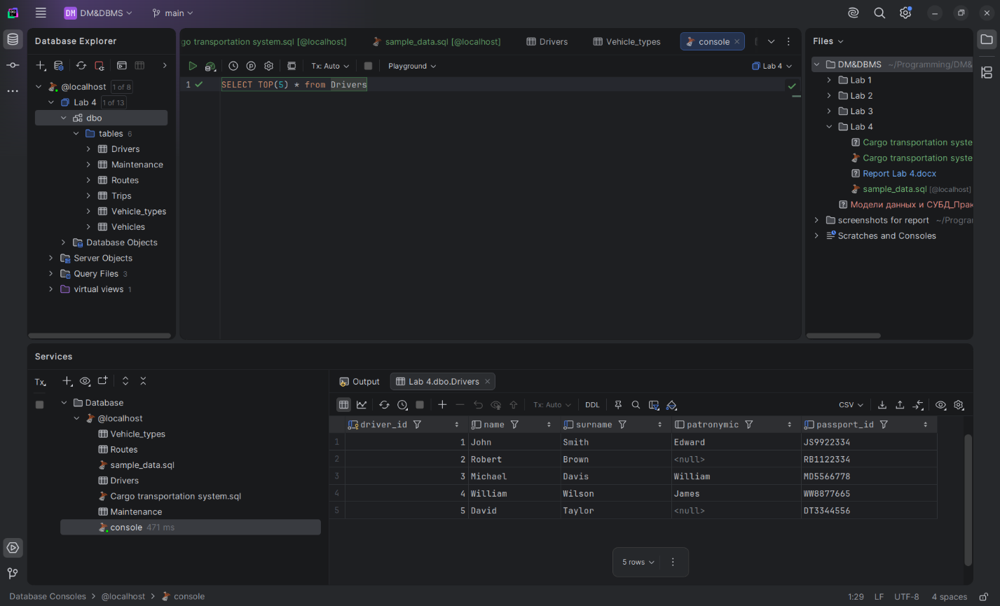 DM DM&DBMS main
Database Explorer
@localhost 1 of 8
Lab 4 1 of 13
dbo
tables 6
Drivers
Maintenance
Routes
Trips
Vehicle_types
Vehicles
Database Objects
Server Objects
Query Files 3
virtual views 1
go transportation system.sql [@localhost] sample_data.sql [@localhost] Drivers Vehicle_types console
Tx: Auto Playground Lab 4
1 SELECT TOP(5) * from Drivers
Files
DM&DBMS ~/Programming/DM&
Lab 1
Lab 2
Lab 3
Lab 4
Cargo transportation syste
Cargo transportation syste
Report Lab 4.docx
sample_data.sql [@localhost]
Модели данных и СУБД_Прак
screenshots for report ~/Progra
Scratches and Consoles
Services
Tx
Database
@localhost
Vehicle_types
Routes
sample_data.sql
Drivers
Cargo transportation system.sql
Maintenance
console 471 ms
Output Lab 4.dbo.Drivers
Tx: Auto DDL CSV
driver_id name surname patronymic passport_id
1 1 John Smith Edward JS9922334
2 2 Robert Brown <null> RB1122334
3 3 Michael Davis William MD5566778
4 4 William Wilson James WW8877665
5 5 David Taylor <null> DT3344556
5 rows
Database Consoles @localhost console
1:29 LF UTF-8 4 spaces